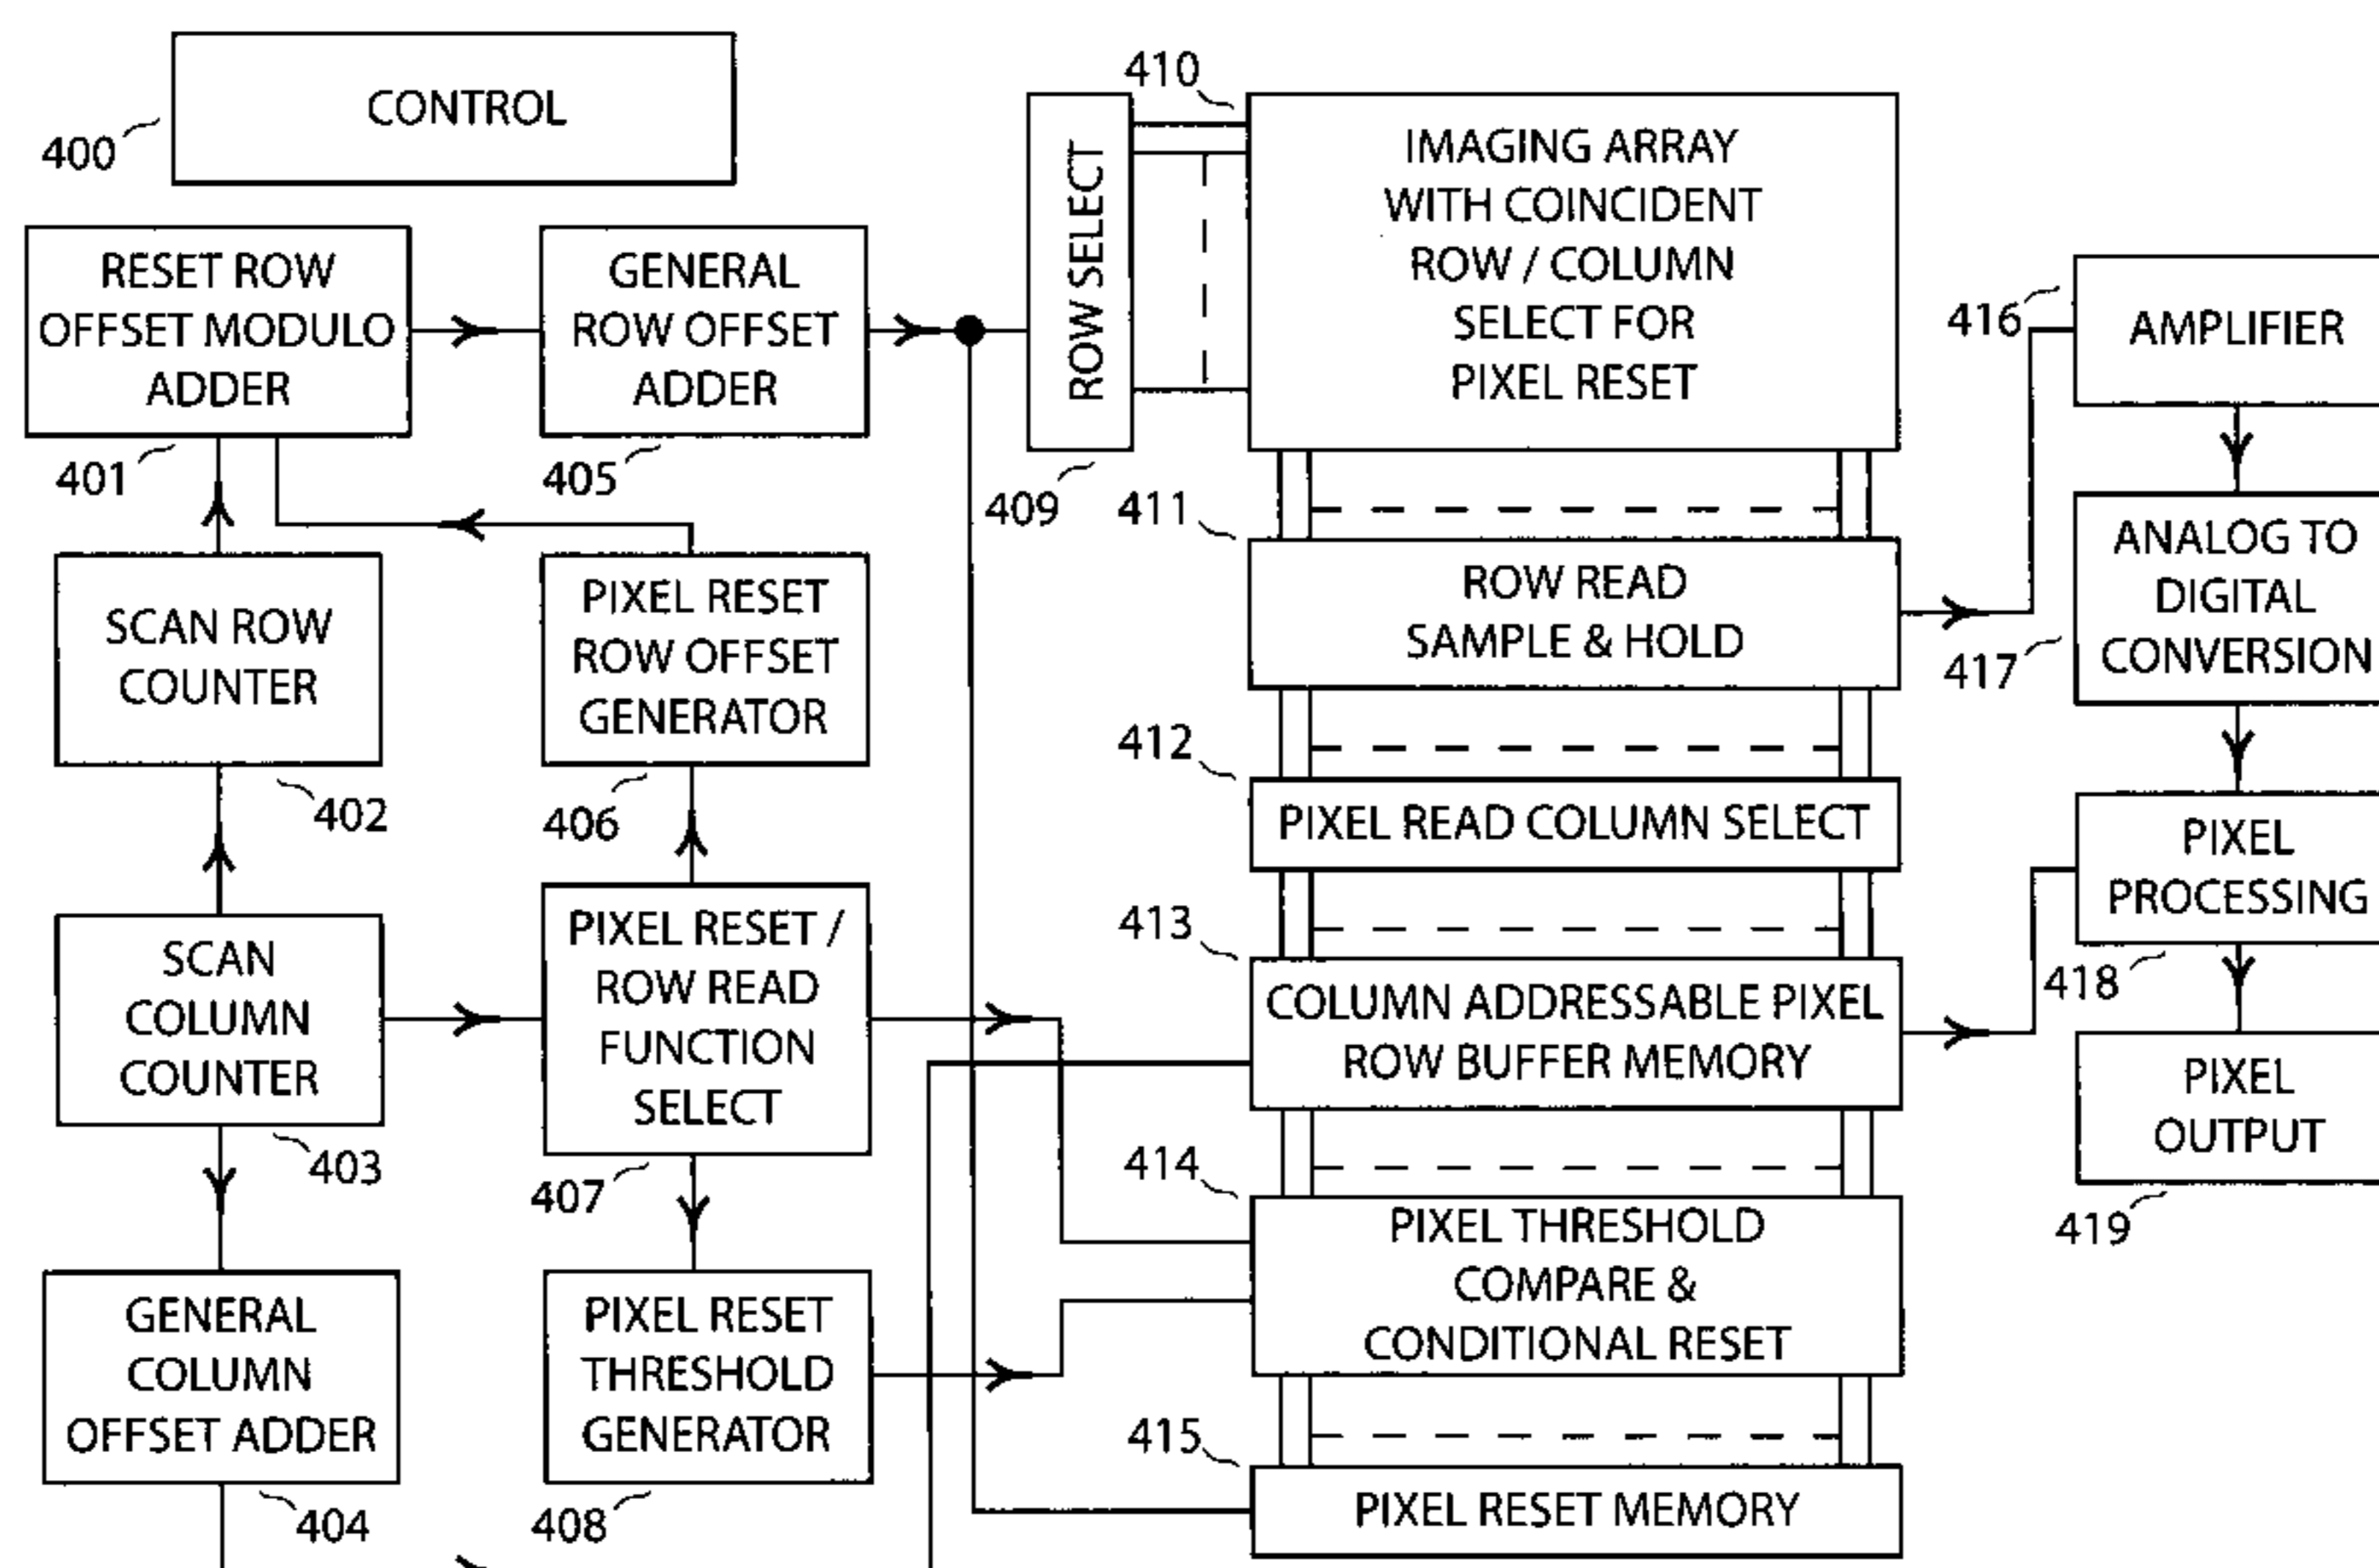 CONTROL
400
RESET ROW
OFFSET MODULO
ADDER
401
GENERAL
ROW OFFSET
ADDER
405
SCAN ROW
COUNTER
402
PIXEL RESET
ROW OFFSET
GENERATOR
406
SCAN
COLUMN
COUNTER
403
PIXEL RESET /
ROW READ
FUNCTION
SELECT
407
GENERAL
COLUMN
OFFSET ADDER
404
PIXEL RESET
THRESHOLD
GENERATOR
408
ROW SELECT
409
410
IMAGING ARRAY
WITH COINCIDENT
ROW / COLUMN
SELECT FOR
PIXEL RESET
411
ROW READ
SAMPLE & HOLD
412
PIXEL READ COLUMN SELECT
413
COLUMN ADDRESSABLE PIXEL
ROW BUFFER MEMORY
414
PIXEL THRESHOLD
COMPARE &
CONDITIONAL RESET
415
PIXEL RESET MEMORY
416
AMPLIFIER
ANALOG TO
DIGITAL
CONVERSION
417
PIXEL
PROCESSING
418
PIXEL
OUTPUT
419